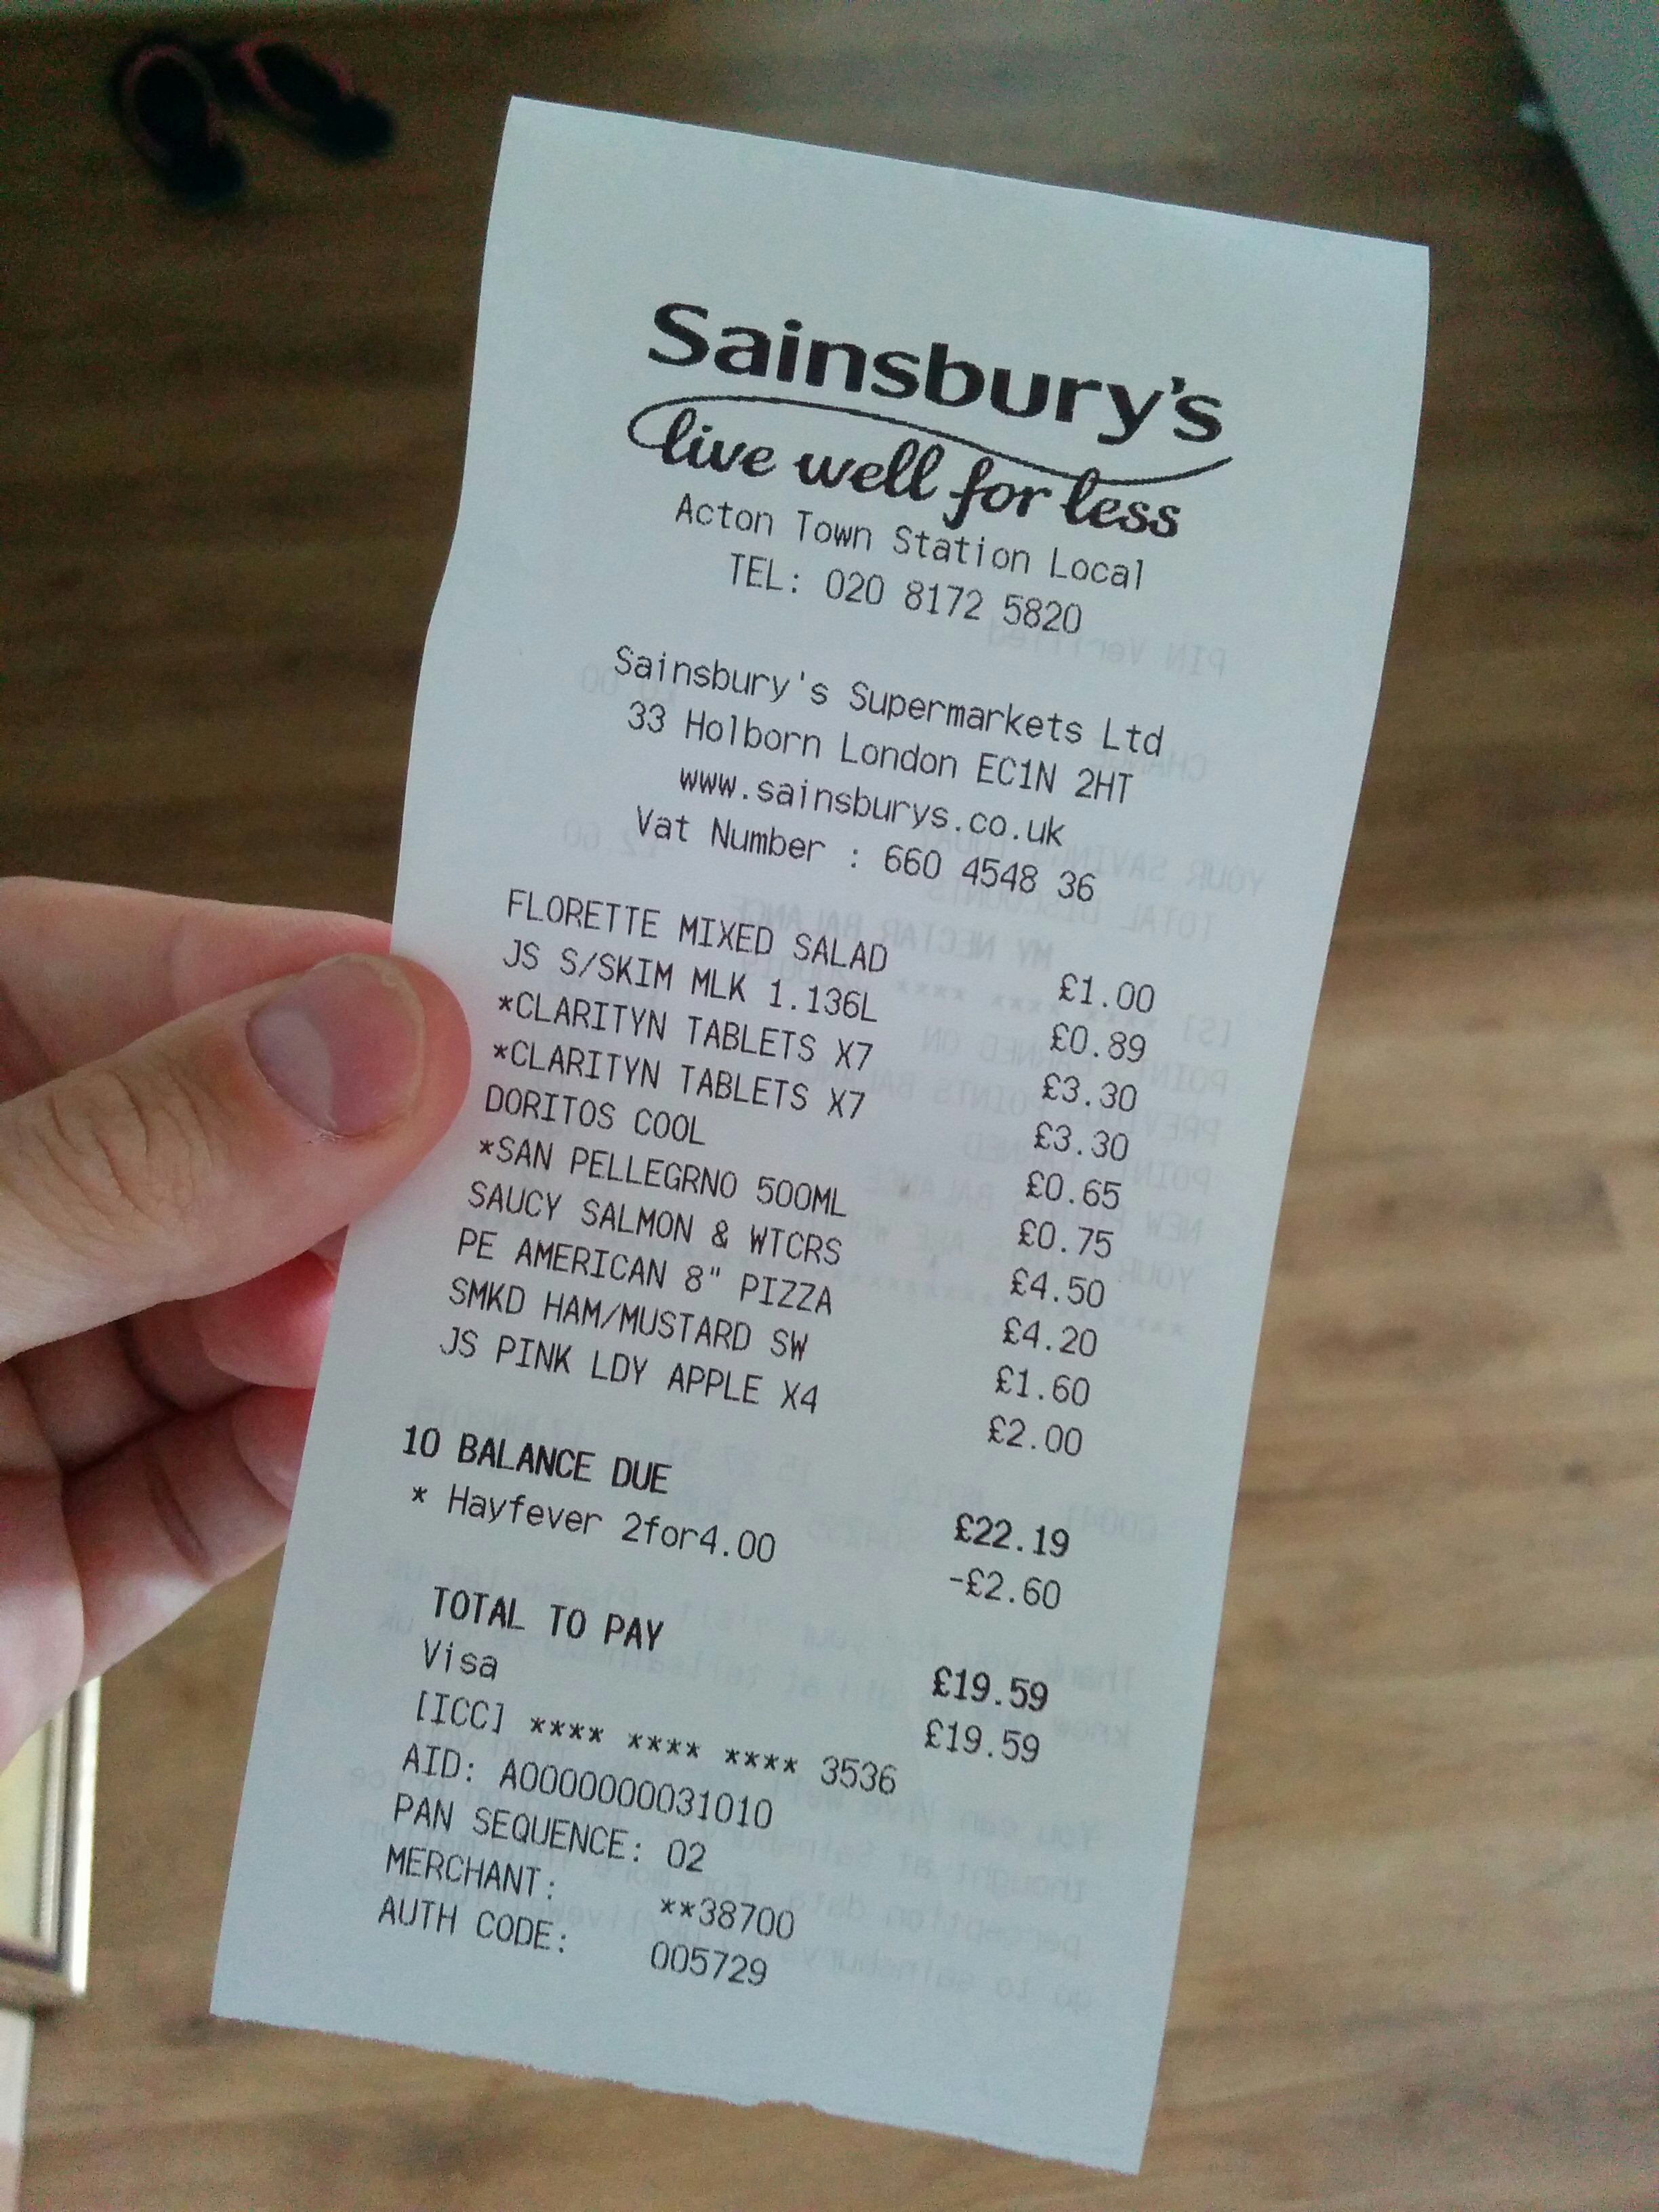 Sainsbury's
live well for less
Acton Town Station Local
TEL: 020 8172 5820
Sainsbury's Supermarkets Ltd
33 Holborn London EC1N 2HT
www.sainsburys.co.uk
Vat Number : 660 4548 36
FLORETTE MIXED SALAD £1.00
JS S/SKIM MLK 1.136L £0.89
*CLARITYN TABLETS X7 £3.30
*CLARITYN TABLETS X7 £3.30
DORITOS COOL £0.65
*SAN PELLEGRNO 500ML £0.75
SAUCY SALMON & WTCRS £4.50
PE AMERICAN 8" PIZZA £4.20
SMKD HAM/MUSTARD SW £1.60
JS PINK LDY APPLE X4 £2.00
10 BALANCE DUE £22.19
* Hayfever 2for4.00 -£2.60
TOTAL TO PAY £19.59
Visa £19.59
[ICC] **** **** **** 3536
AID: A0000000031010
PAN SEQUENCE: 02
MERCHANT: **38700
AUTH CODE: 005729